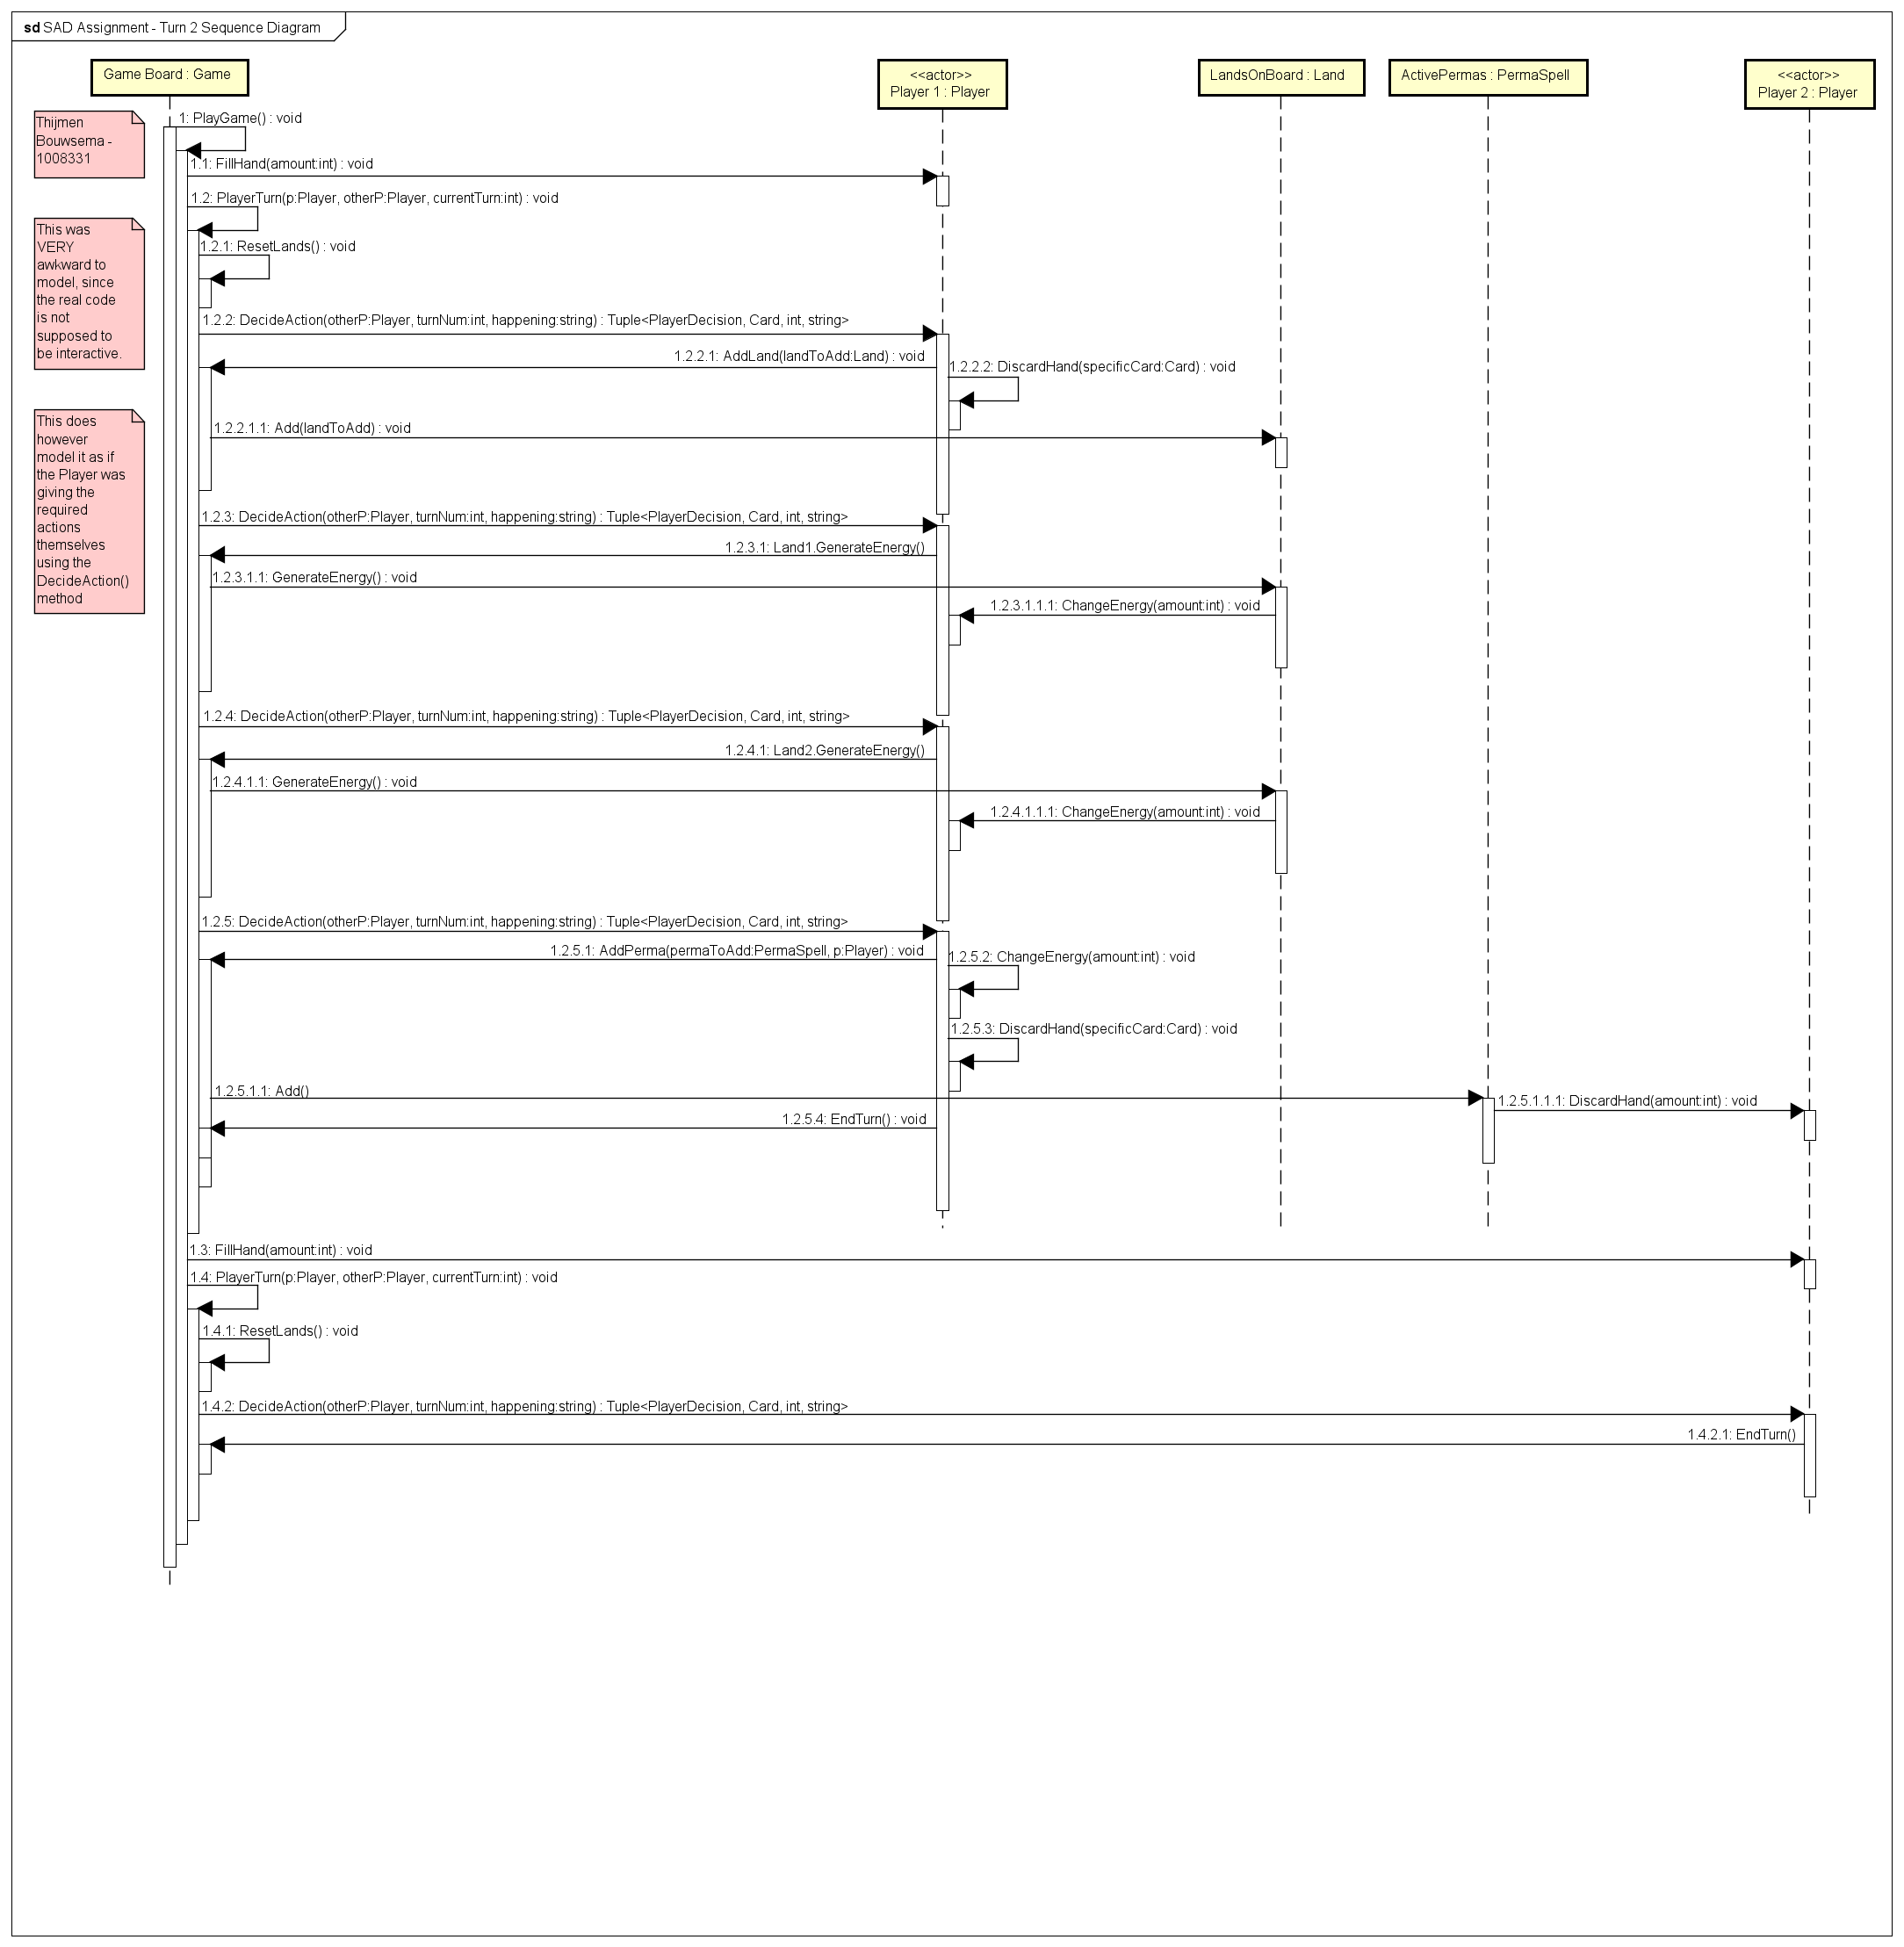 sd SAD Assignment - Turn 2 Sequence Diagram
Game Board : Game
<<actor>>
Player 1 : Player
LandsOnBoard : Land
ActivePermas : PermaSpell
<<actor>>
Player 2 : Player
Thijmen
Bouwsema -
1008331
This was
VERY
awkward to
model, since
the real code
is not
supposed to
be interactive.
This does
however
model it as if
the Player was
giving the
required
actions
themselves
using the
DecideAction()
method
1: PlayGame() : void
1.1: FillHand(amount:int) : void
1.2: PlayerTurn(p:Player, otherP:Player, currentTurn:int) : void
1.2.1: ResetLands() : void
1.2.2: DecideAction(otherP:Player, turnNum:int, happening:string) : Tuple<PlayerDecision, Card, int, string>
1.2.2.1: AddLand(landToAdd:Land) : void
1.2.2.2: DiscardHand(specificCard:Card) : void
1.2.2.1.1: Add(landToAdd) : void
1.2.3: DecideAction(otherP:Player, turnNum:int, happening:string) : Tuple<PlayerDecision, Card, int, string>
1.2.3.1: Land1.GenerateEnergy()
1.2.3.1.1: GenerateEnergy() : void
1.2.3.1.1.1: ChangeEnergy(amount:int) : void
1.2.4: DecideAction(otherP:Player, turnNum:int, happening:string) : Tuple<PlayerDecision, Card, int, string>
1.2.4.1: Land2.GenerateEnergy()
1.2.4.1.1: GenerateEnergy() : void
1.2.4.1.1.1: ChangeEnergy(amount:int) : void
1.2.5: DecideAction(otherP:Player, turnNum:int, happening:string) : Tuple<PlayerDecision, Card, int, string>
1.2.5.1: AddPerma(permaToAdd:PermaSpell, p:Player) : void
1.2.5.2: ChangeEnergy(amount:int) : void
1.2.5.3: DiscardHand(specificCard:Card) : void
1.2.5.1.1: Add()
1.2.5.1.1.1: DiscardHand(amount:int) : void
1.2.5.4: EndTurn() : void
1.3: FillHand(amount:int) : void
1.4: PlayerTurn(p:Player, otherP:Player, currentTurn:int) : void
1.4.1: ResetLands() : void
1.4.2: DecideAction(otherP:Player, turnNum:int, happening:string) : Tuple<PlayerDecision, Card, int, string>
1.4.2.1: EndTurn()